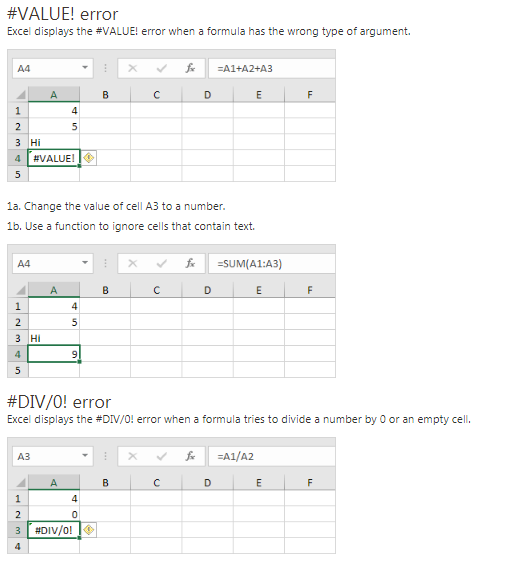 #VALUE! error
Excel displays the #VALUE! error when a formula has the wrong type of argument.
A4 fx =A1+A2+A3
A B C D E F
1 4
2 5
3 Hi
4 #VALUE!
5
1a. Change the value of cell A3 to a number.
1b. Use a function to ignore cells that contain text.
A4 fx =SUM(A1:A3)
A B C D E F
1 4
2 5
3 Hi
4 9
5
#DIV/0! error
Excel displays the #DIV/0! error when a formula tries to divide a number by 0 or an empty cell.
A3 fx =A1/A2
A B C D E F
1 4
2 0
3 #DIV/0!
4